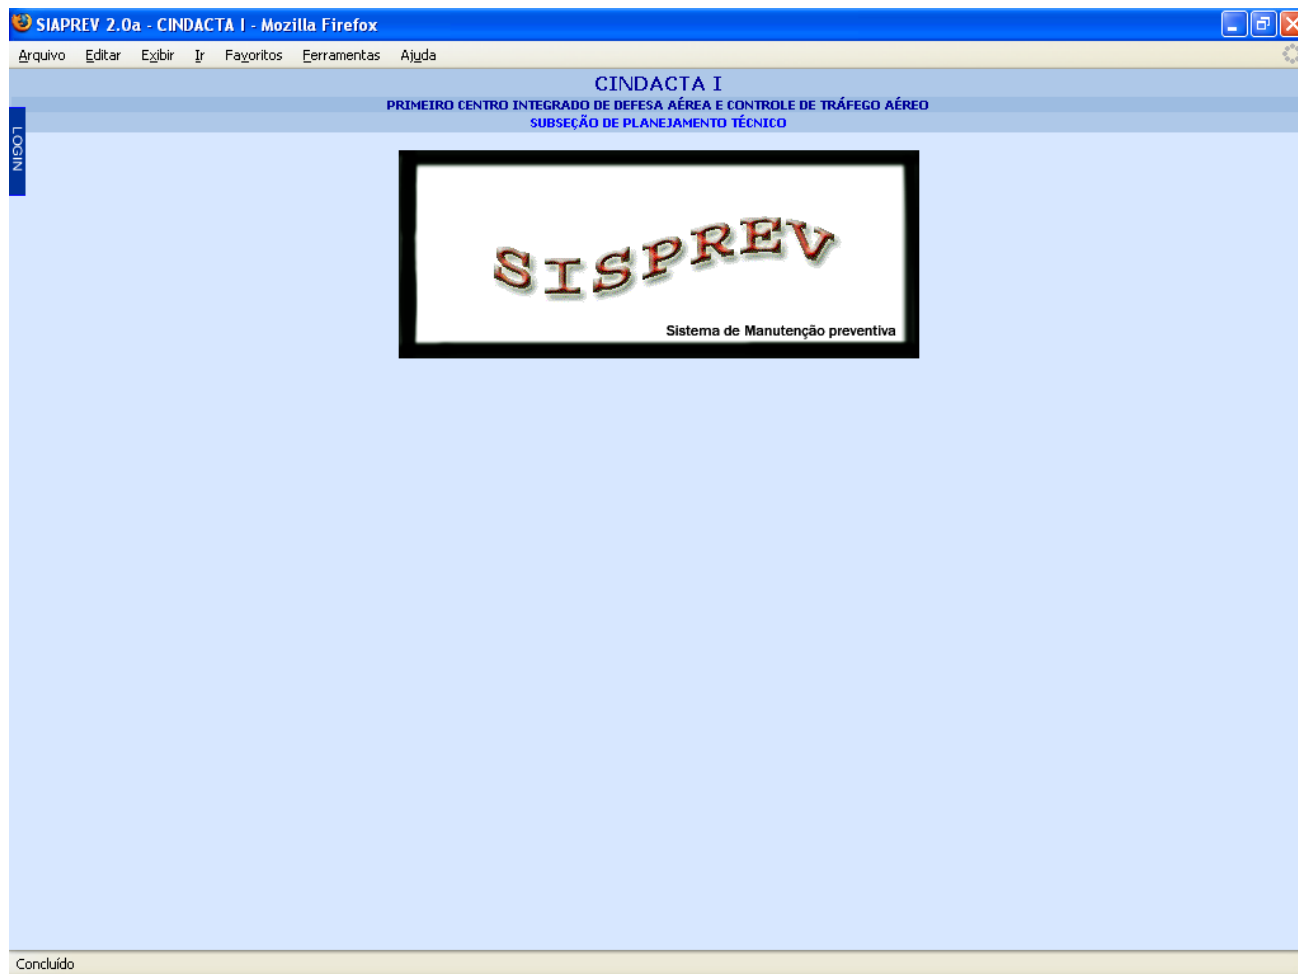 SIAPREV 2.0a - CINDACTA I - Mozilla Firefox
Arquivo Editar Exibir Ir Favoritos Ferramentas Ajuda
CINDACTA I
PRIMEIRO CENTRO INTEGRADO DE DEFESA AÉREA E CONTROLE DE TRÁFEGO AÉREO
SUBSEÇÃO DE PLANEJAMENTO TÉCNICO
LOGIN
SISPREV
Sistema de Manutenção preventiva
Concluído